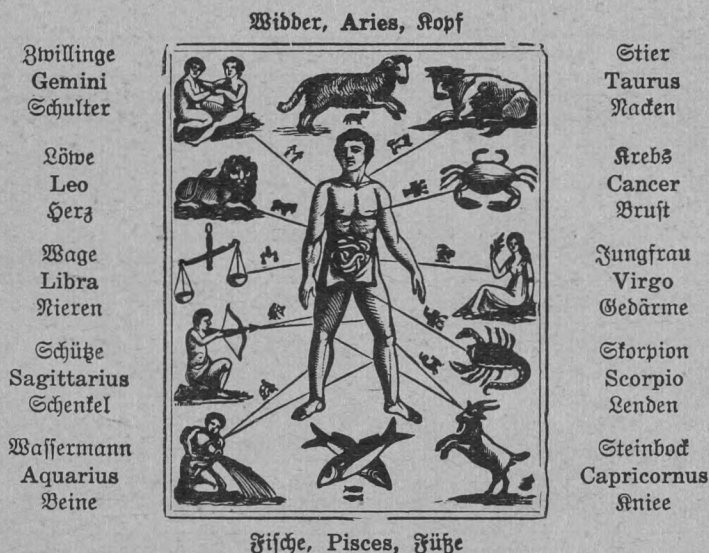 Widder, Aries, Kopf
Zwillinge
Gemini
Schulter
Löwe
Leo
Herz
Wage
Libra
Nieren
Schütze
Sagittarius
Schenkel
Wassermann
Aquarius
Beine
Stier
Taurus
Nacken
Krebs
Cancer
Brust
Jungfrau
Virgo
Gedärme
Skorpion
Scorpio
Lenden
Steinbock
Capricornus
Kniee
Fische, Pisces, Füße